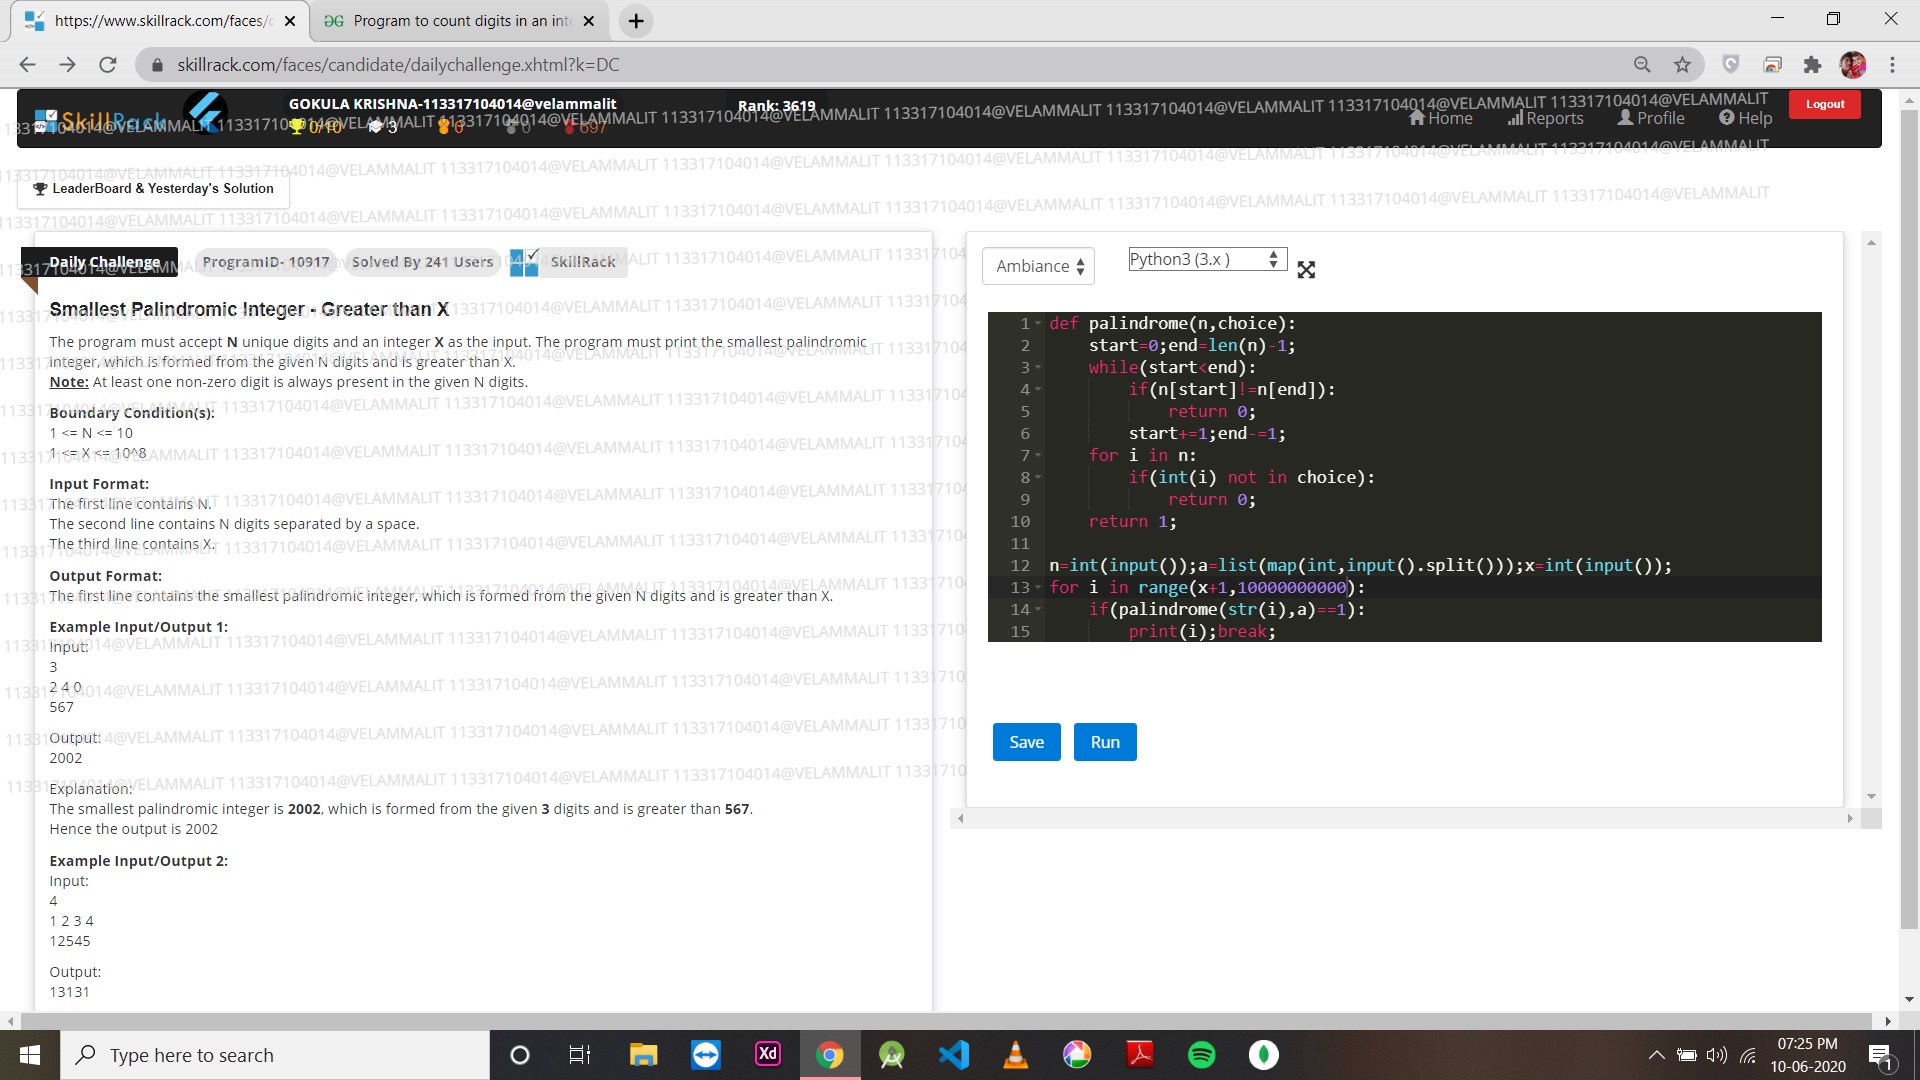 https://www.skillrack.com/faces/c
Program to count digits in an inte
skillrack.com/faces/candidate/dailychallenge.xhtml?k=DC
SkillRack
GOKULA KRISHNA-113317104014@velammalit
Rank: 3619
0/10 3 0 0 697
Home Reports Profile Help
Logout
113317104014@VELAMMALIT
LeaderBoard & Yesterday's Solution
Daily Challenge
ProgramID- 10917
Solved By 241 Users
SkillRack
Smallest Palindromic Integer - Greater than X
The program must accept N unique digits and an integer X as the input. The program must print the smallest palindromic
integer, which is formed from the given N digits and is greater than X.
Note: At least one non-zero digit is always present in the given N digits.
Boundary Condition(s):
1 <= N <= 10
1 <= X <= 10^8
Input Format:
The first line contains N.
The second line contains N digits separated by a space.
The third line contains X.
Output Format:
The first line contains the smallest palindromic integer, which is formed from the given N digits and is greater than X.
Example Input/Output 1:
Input:
3
2 4 0
567
Output:
2002
Explanation:
The smallest palindromic integer is 2002, which is formed from the given 3 digits and is greater than 567.
Hence the output is 2002
Example Input/Output 2:
Input:
4
1 2 3 4
12545
Output:
13131
Ambiance
Python3 (3.x )
1 def palindrome(n,choice):
2 start=0;end=len(n)-1;
3 while(start<end):
4 if(n[start]!=n[end]):
5 return 0;
6 start+=1;end-=1;
7 for i in n:
8 if(int(i) not in choice):
9 return 0;
10 return 1;
11
12 n=int(input());a=list(map(int,input().split()));x=int(input());
13 for i in range(x+1,10000000000):
14 if(palindrome(str(i),a)==1):
15 print(i);break;
Save
Run
Type here to search
Xd
07:25 PM
10-06-2020
1